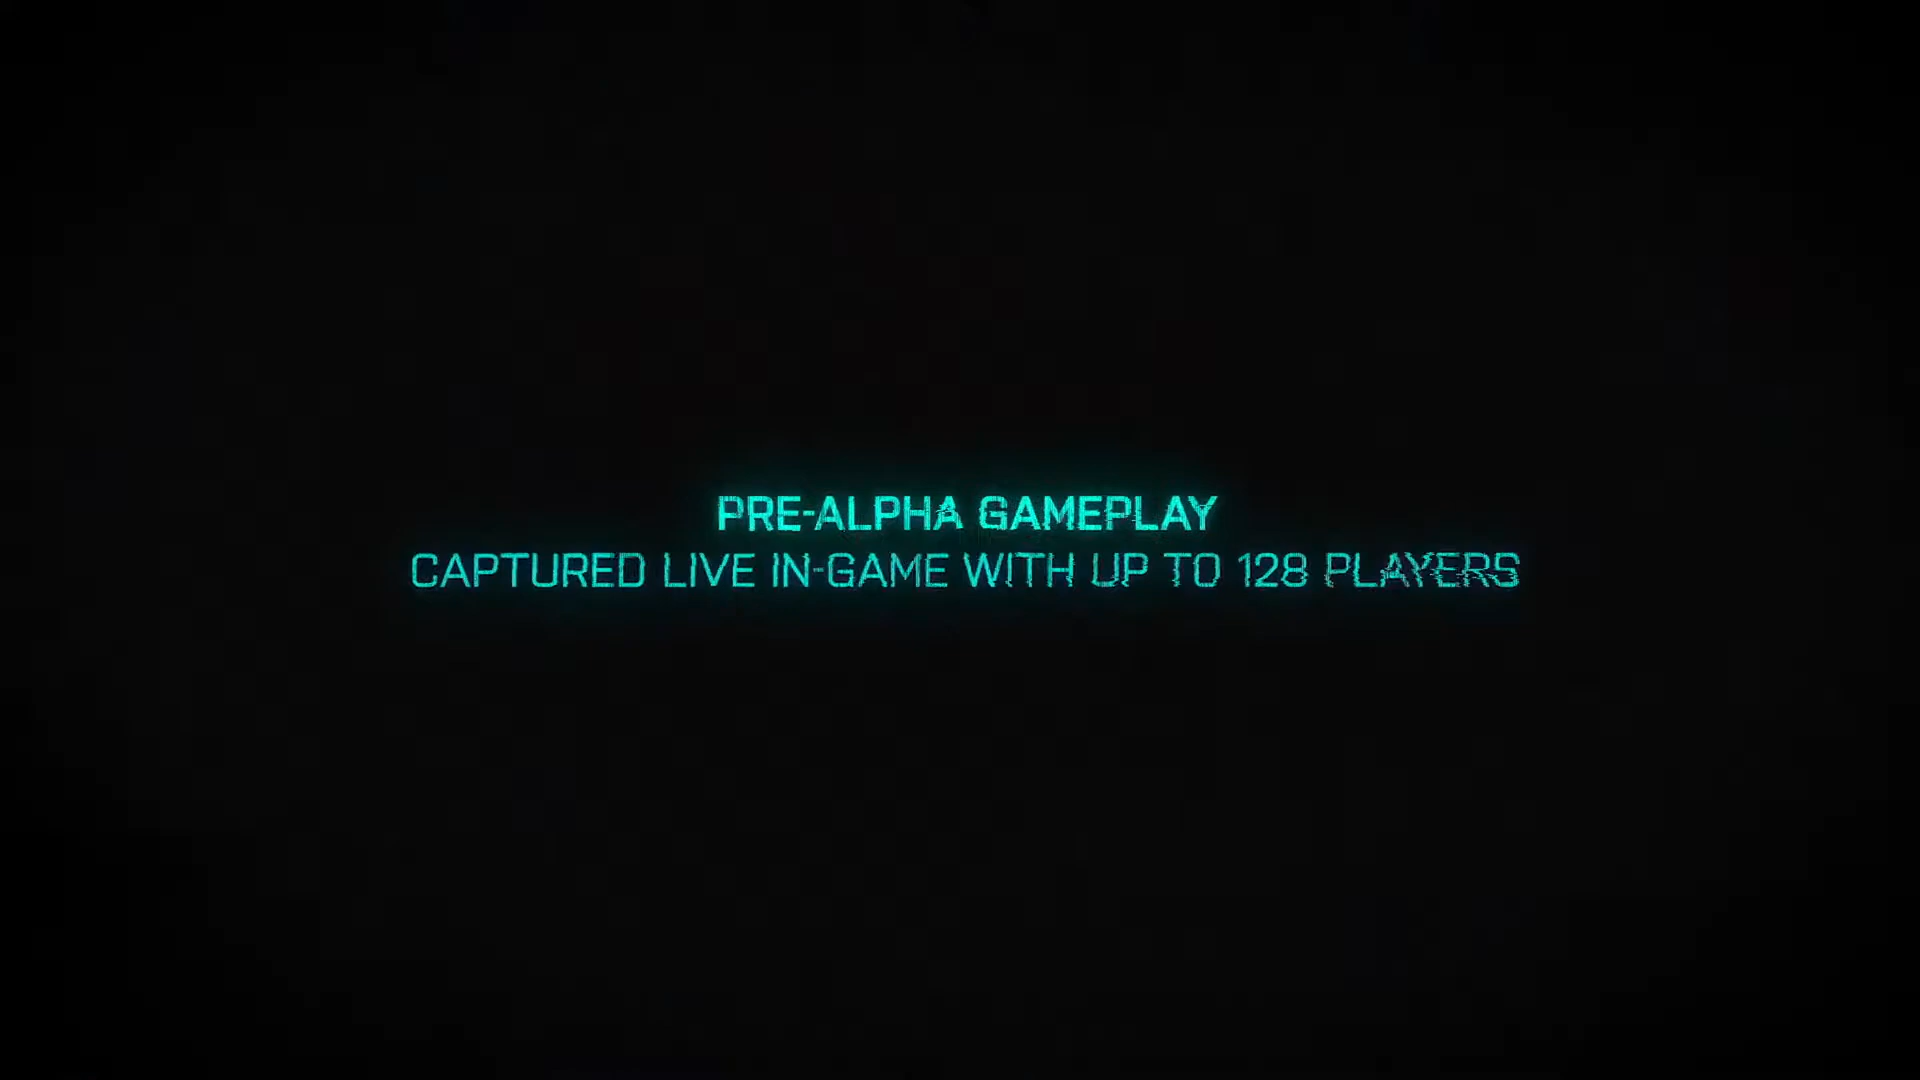 PRE-ALPHA GAMEPLAY
CAPTURED LIVE IN-GAME WITH UP TO 128 PLAYERS